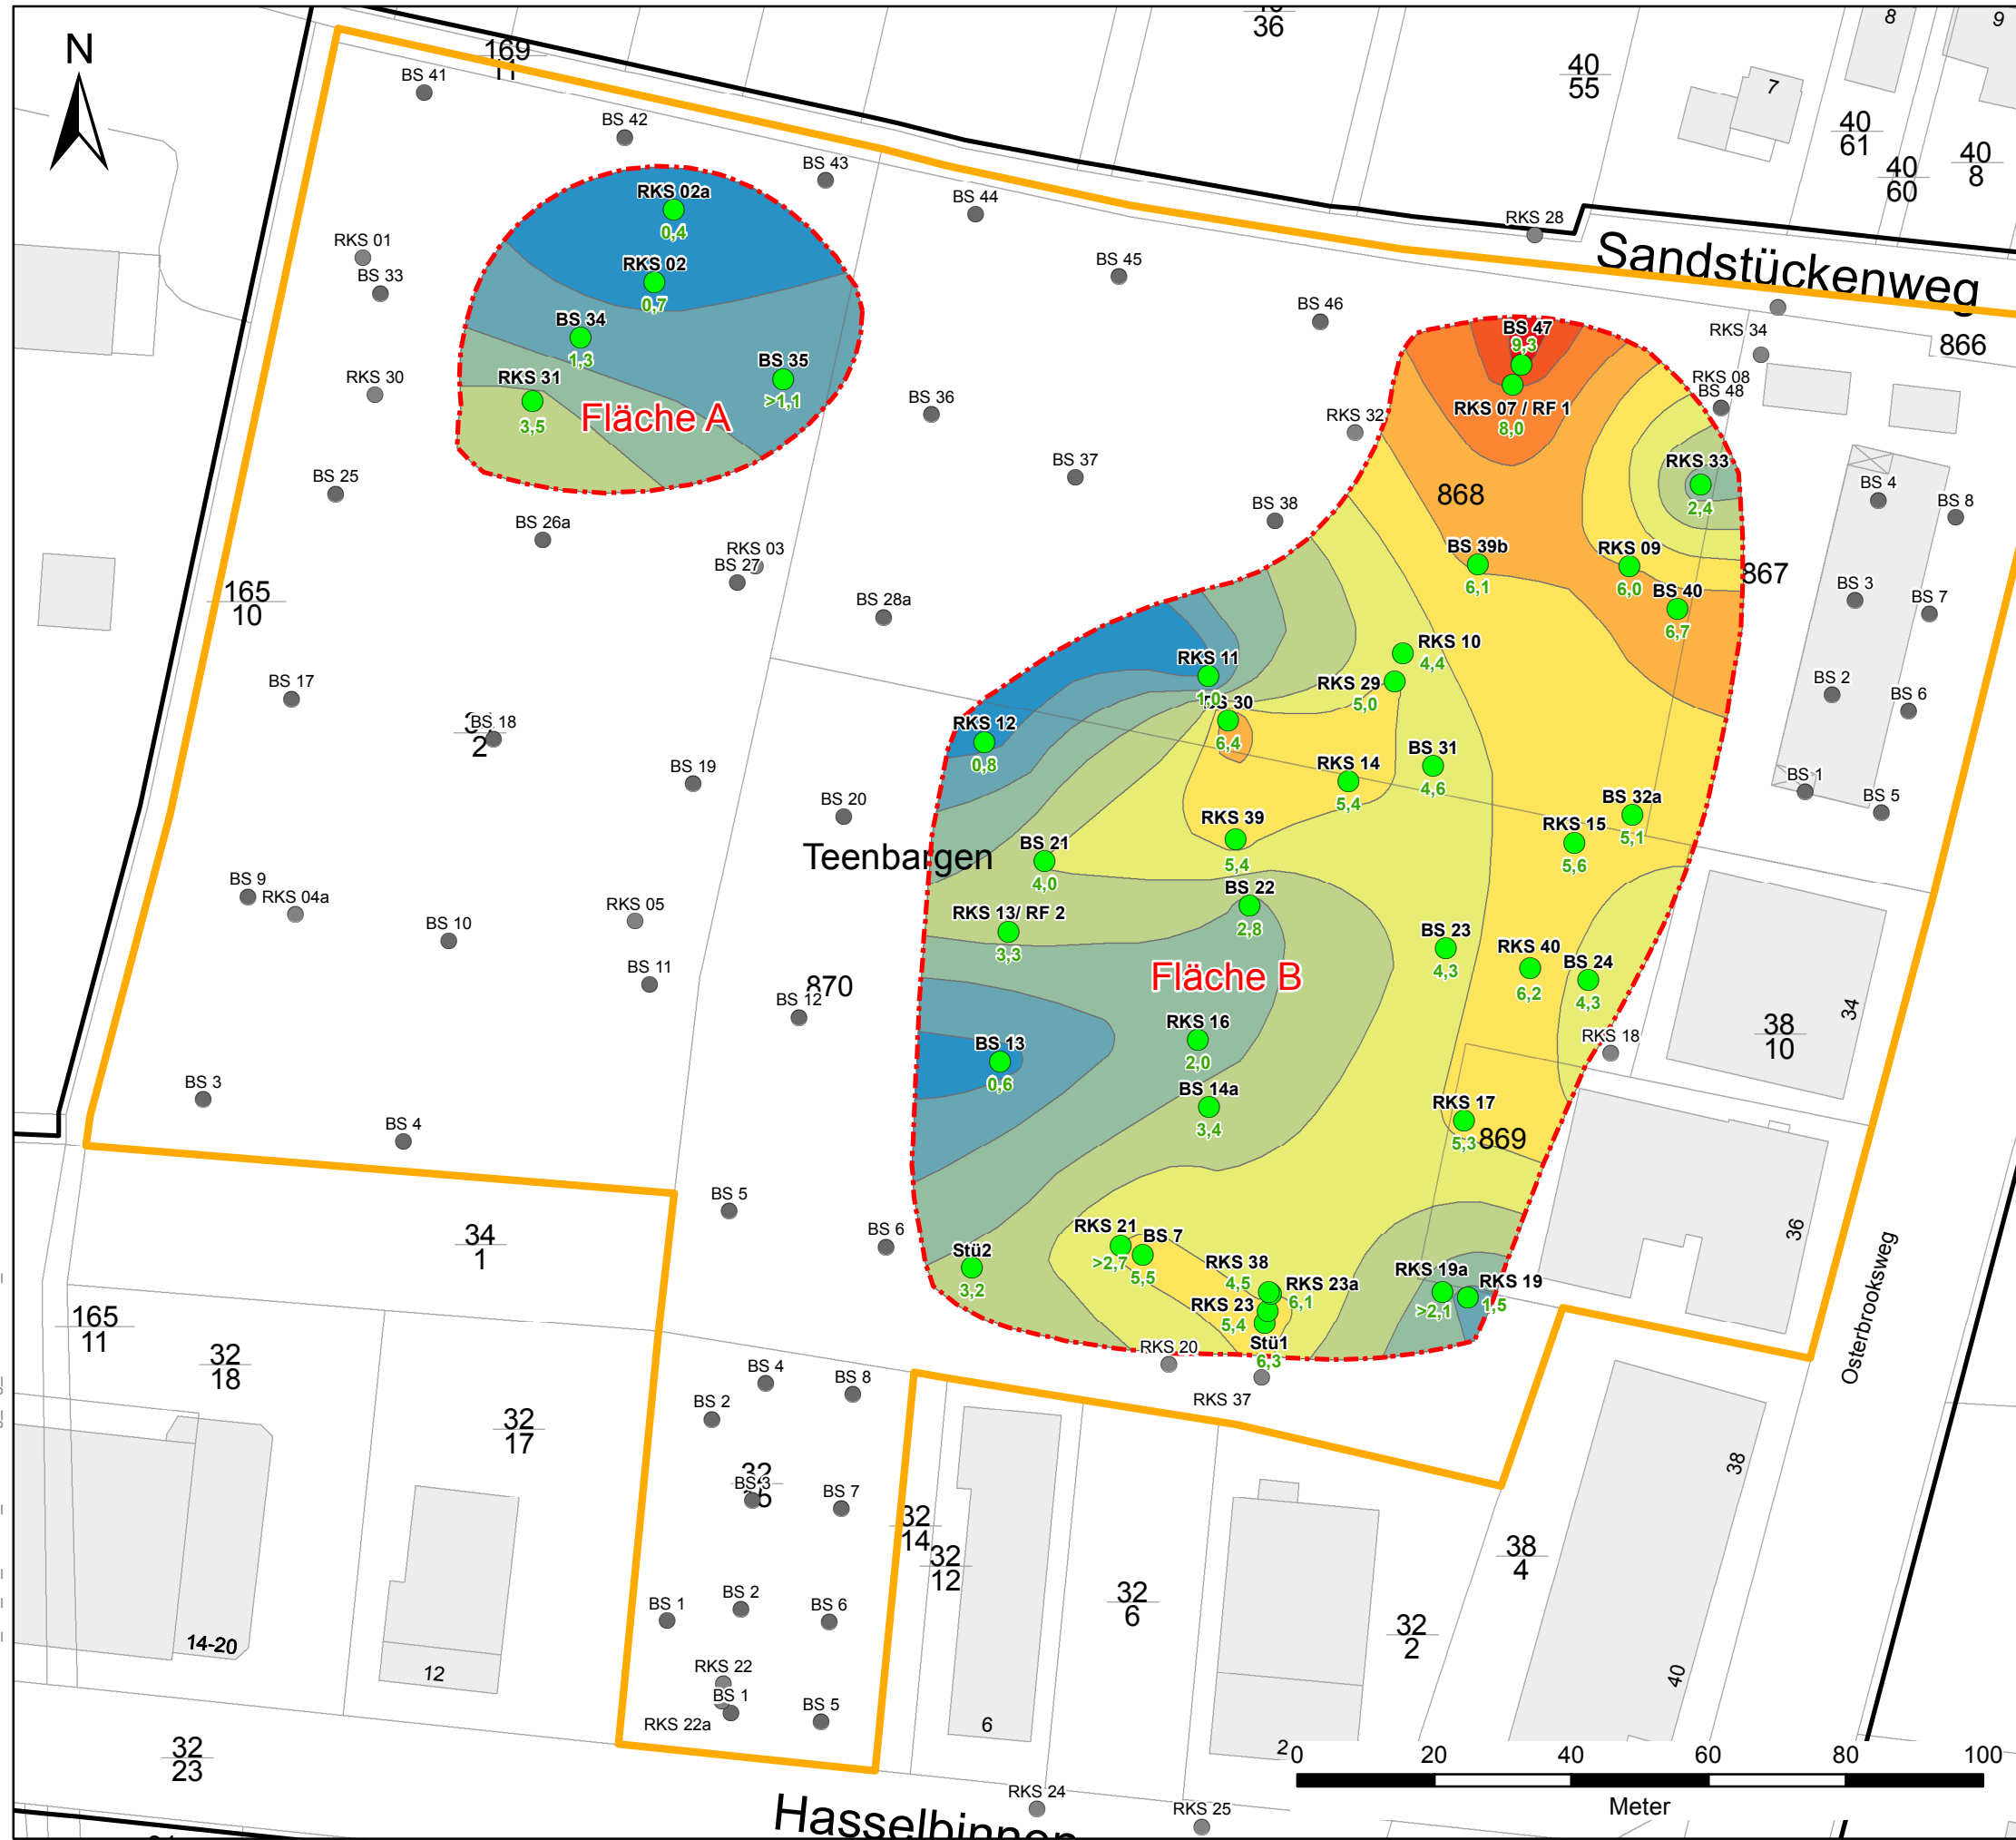 N
BS 41
169
11
36
40
55
8
9
7
40
61
40
60
40
8
BS 42
BS 43
BS 44
RKS 28
Sandstückenweg
RKS 02a
0,4
RKS 01
BS 33
RKS 02
0,7
BS 45
BS 46
RKS 34
866
BS 34
1,3
BS 35
>1,1
RKS 30
RKS 31
3,5
Fläche A
BS 36
BS 47
9,3
RKS 07 / RF 1
8,0
RKS 08
BS 48
RKS 32
BS 25
BS 37
BS 38
868
RKS 33
2,4
BS 4
BS 8
BS 26a
RKS 03
BS 27
BS 39b
6,1
RKS 09
6,0
867
165
10
BS 28a
BS 40
6,7
BS 3
BS 7
RKS 10
4,4
RKS 11
1,0
RKS 29
5,0
BS 17
BS 18
2
BS 30
6,4
RKS 12
0,8
BS 2
BS 6
BS 19
RKS 14
5,4
BS 31
4,6
BS 1
BS 5
BS 20
BS 32a
5,1
RKS 15
5,6
RKS 39
5,4
Teenbargen
BS 21
4,0
BS 9
RKS 04a
BS 22
2,8
RKS 05
RKS 13/ RF 2
3,3
BS 10
BS 23
4,3
RKS 40
6,2
BS 24
4,3
BS 11
Fläche B
870
BS 12
34
38
10
RKS 16
2,0
RKS 18
BS 13
0,6
BS 3
BS 14a
3,4
RKS 17
5,3
869
BS 4
BS 5
BS 6
36
34
1
RKS 21
>2,7
BS 7
5,5
Stü2
3,2
RKS 38
4,5
RKS 23a
6,1
RKS 23
5,4
Stü1
6,3
RKS 19a
>2,1
RKS 19
1,5
Osterbrooksweg
165
11
32
18
RKS 20
RKS 37
BS 4
BS 8
BS 2
32
17
32
BS 3
BS 7
32
14
32
12
38
38
4
32
6
32
2
BS 1
BS 2
BS 6
14-20
12
RKS 22
BS 1
RKS 22a
BS 5
6
2
40
32
23
0
20
40
60
80
100
Meter
RKS 24
RKS 25
Hasselbinnen